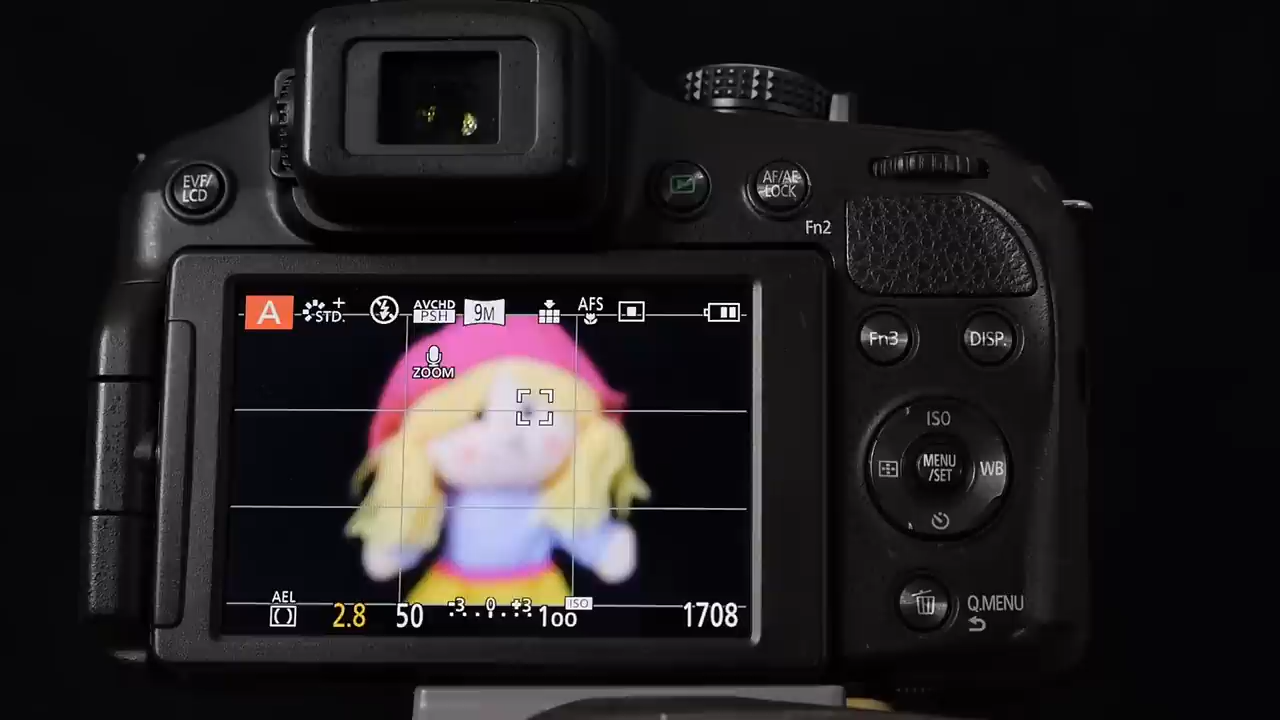 EVF/
LCD
AF/AE
LOCK
Fn2
A
STD.
AVCHD
PSH
9M
AFS
ZOOM
Fn3
DISP.
ISO
MENU
/SET
WB
AEL
2.8
50
-3 0 +3
ISO
100
1708
Q.MENU